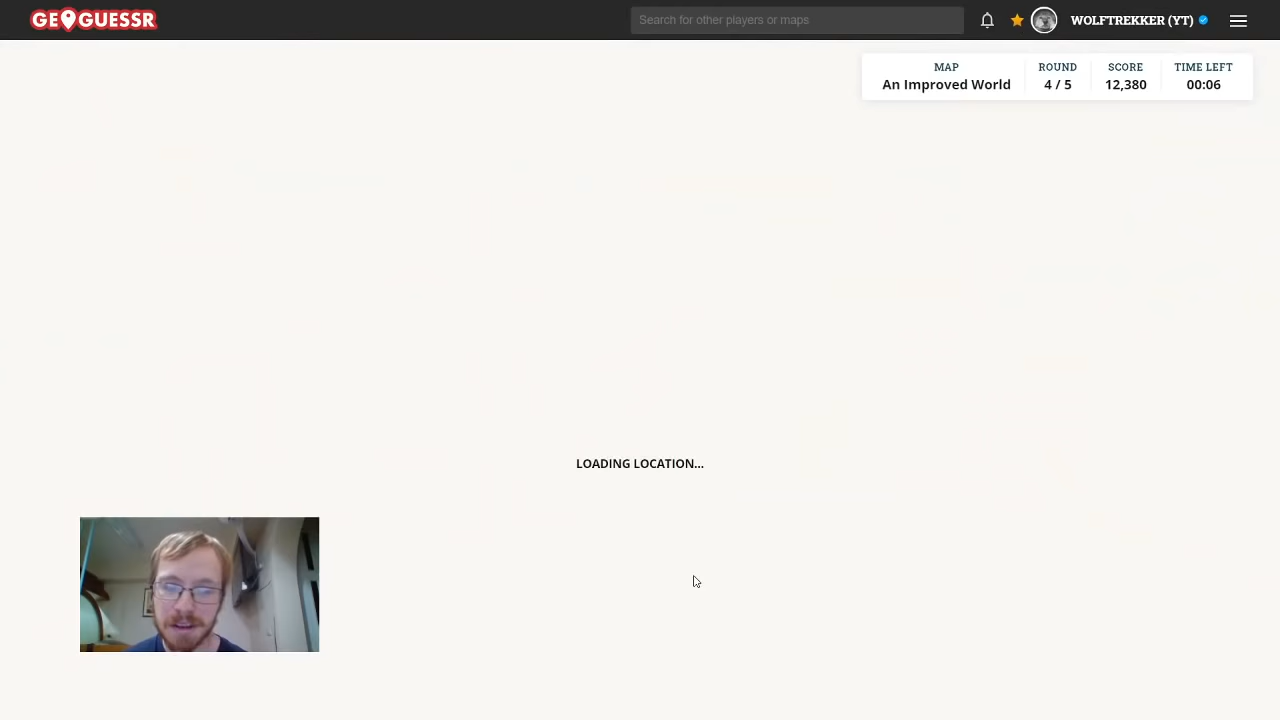 GEOGUESSR
Search for other players or maps
WOLFTREKKER (YT)
MAP ROUND SCORE TIME LEFT
An Improved World 4 / 5 12,380 00:06
LOADING LOCATION...